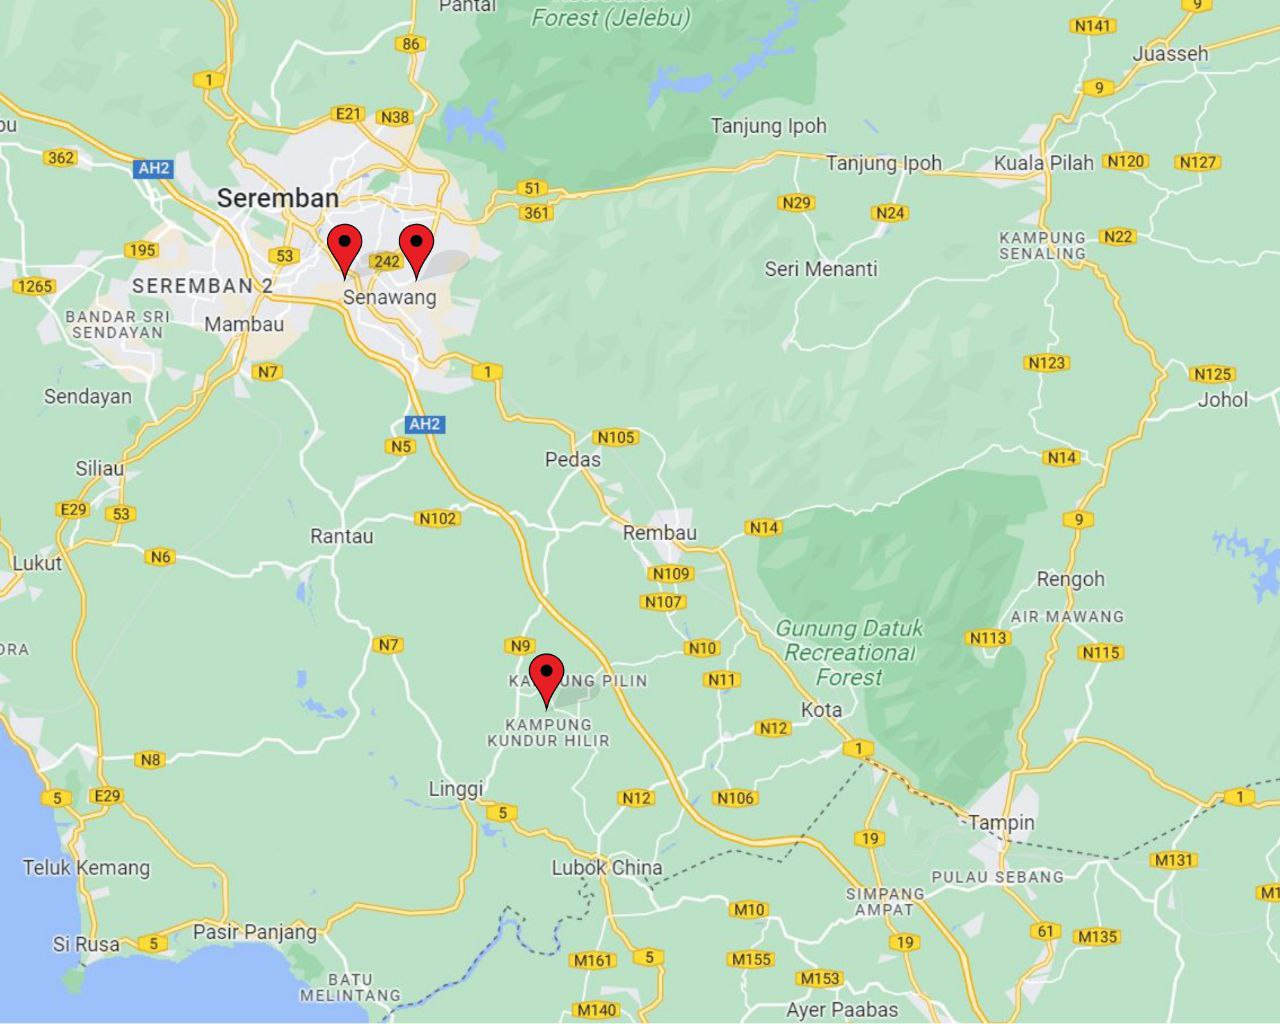 Pantai
Forest (Jelebu)
9
N141
86
Juasseh
1
9
E21
N38
Tanjung Ipoh
362
AH2
Tanjung Ipoh
Kuala Pilah
N120
N127
Seremban
51
361
N29
N24
195
53
242
KAMPUNG
SENALING
N22
Seri Menanti
1265
SEREMBAN 2
Senawang
BANDAR SRI
SENDAYAN
Mambau
N7
1
N123
N125
Sendayan
Johol
AH2
N5
N105
Siliau
Pedas
N14
E29
53
N102
Rantau
Rembau
N14
9
Lukut
N6
N109
Rengoh
N107
AIR MAWANG
Gunung Datuk
Recreational
Forest
N113
N115
N7
N9
N10
N11
PILIN
KAMPUNG
KUNDUR HILIR
Kota
N12
1
N8
Linggi
5
E29
5
N12
N106
1
Tampin
19
Teluk Kemang
Lubok China
M131
PULAU SEBANG
SIMPANG
AMPAT
M10
Si Rusa
5
Pasir Panjang
19
61
M135
M161
5
M155
BATU
MELINTANG
M153
M140
Ayer Paabas